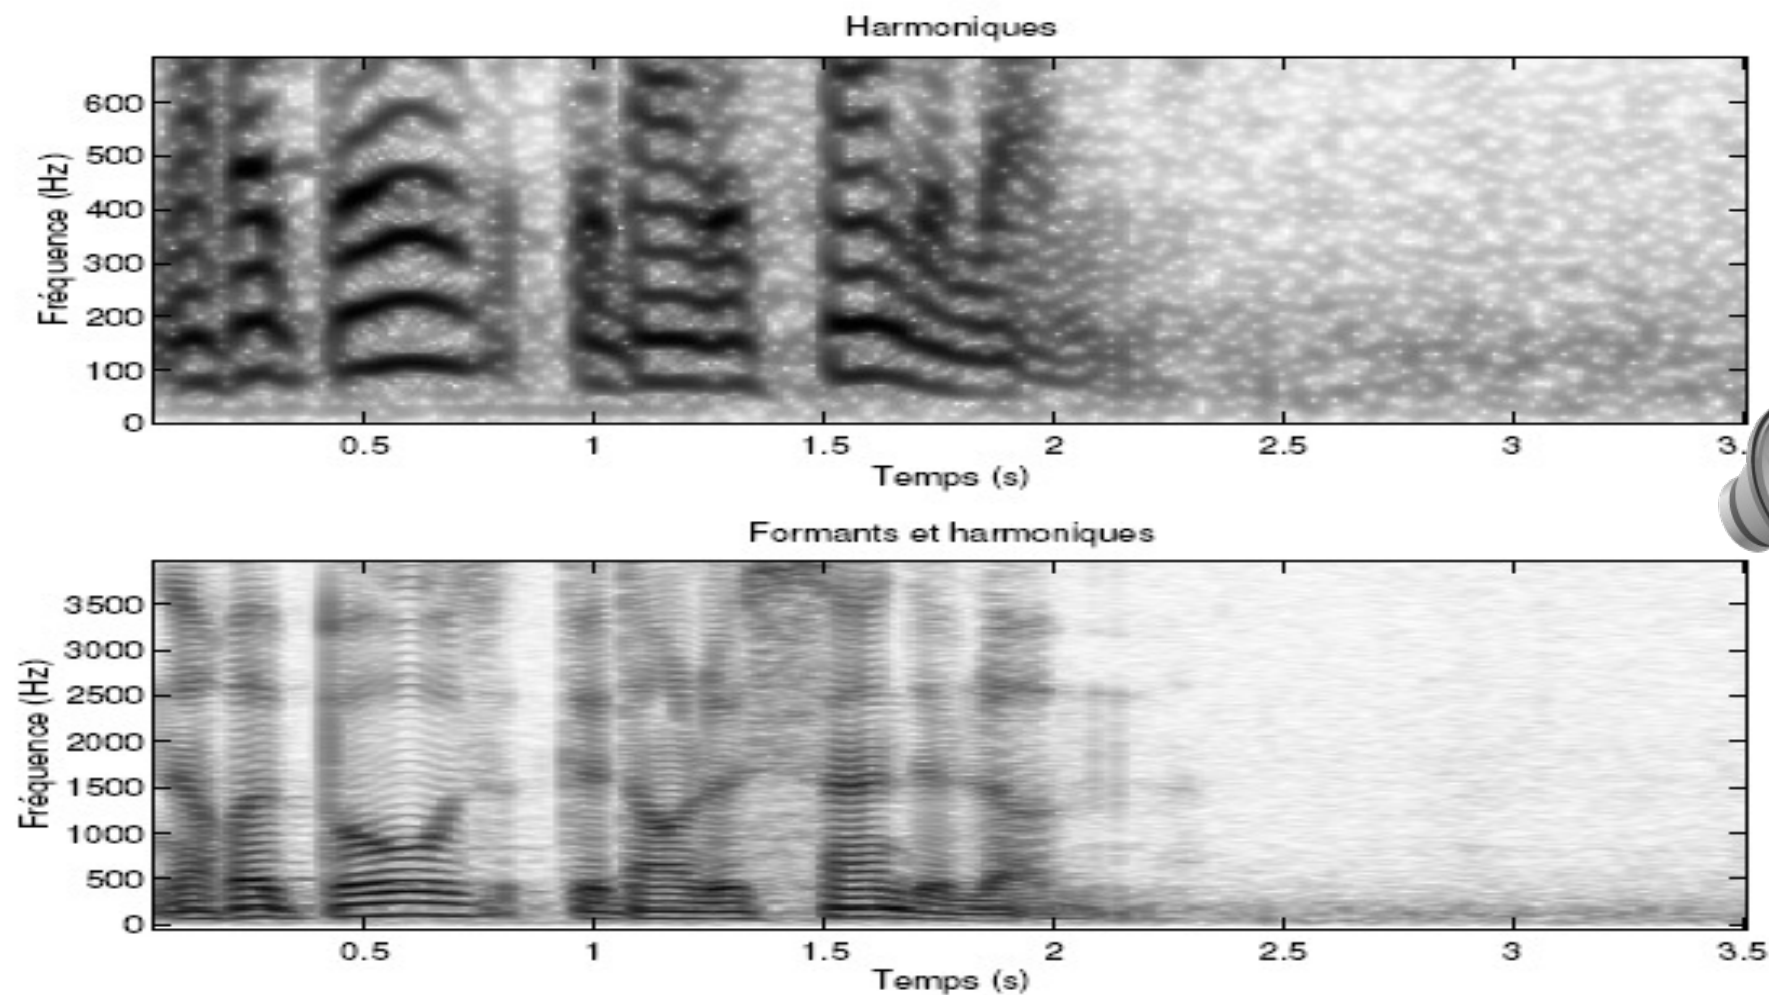 Harmoniques
600
500
400
300
200
100
0
Fréquence (Hz)
0.5 1 1.5 2 2.5 3 3.
Temps (s)
Formants et harmoniques
3500
3000
2500
2000
1500
1000
500
0
Fréquence (Hz)
0.5 1 1.5 2 2.5 3 3.5
Temps (s)